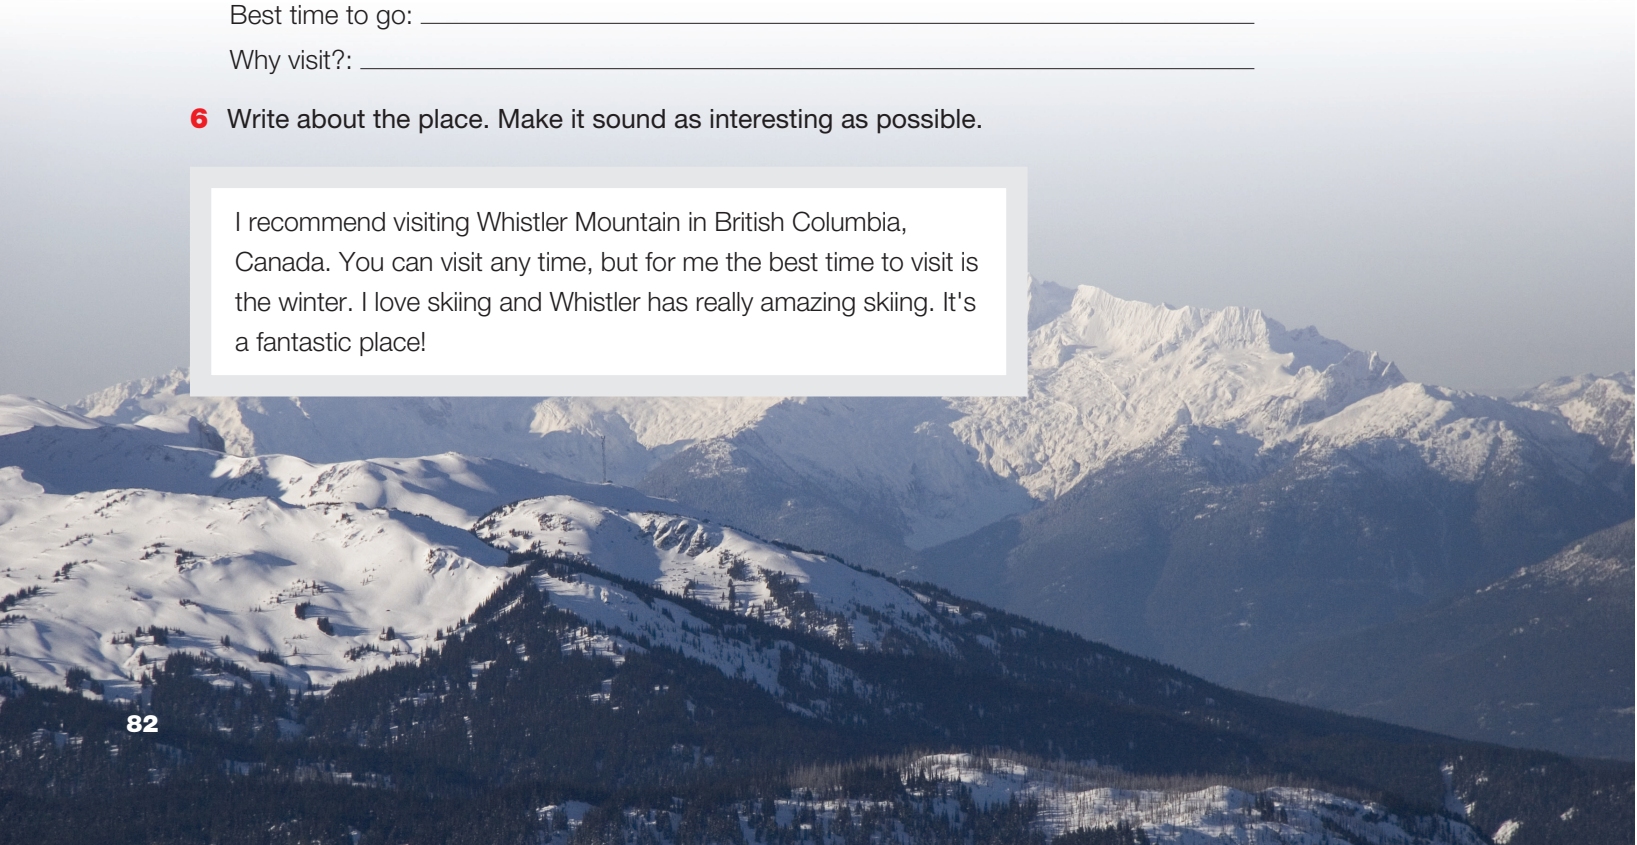 Best time to go:
Why visit?:
6 Write about the place. Make it sound as interesting as possible.
I recommend visiting Whistler Mountain in British Columbia,
Canada. You can visit any time, but for me the best time to visit is
the winter. I love skiing and Whistler has really amazing skiing. It's
a fantastic place!
82